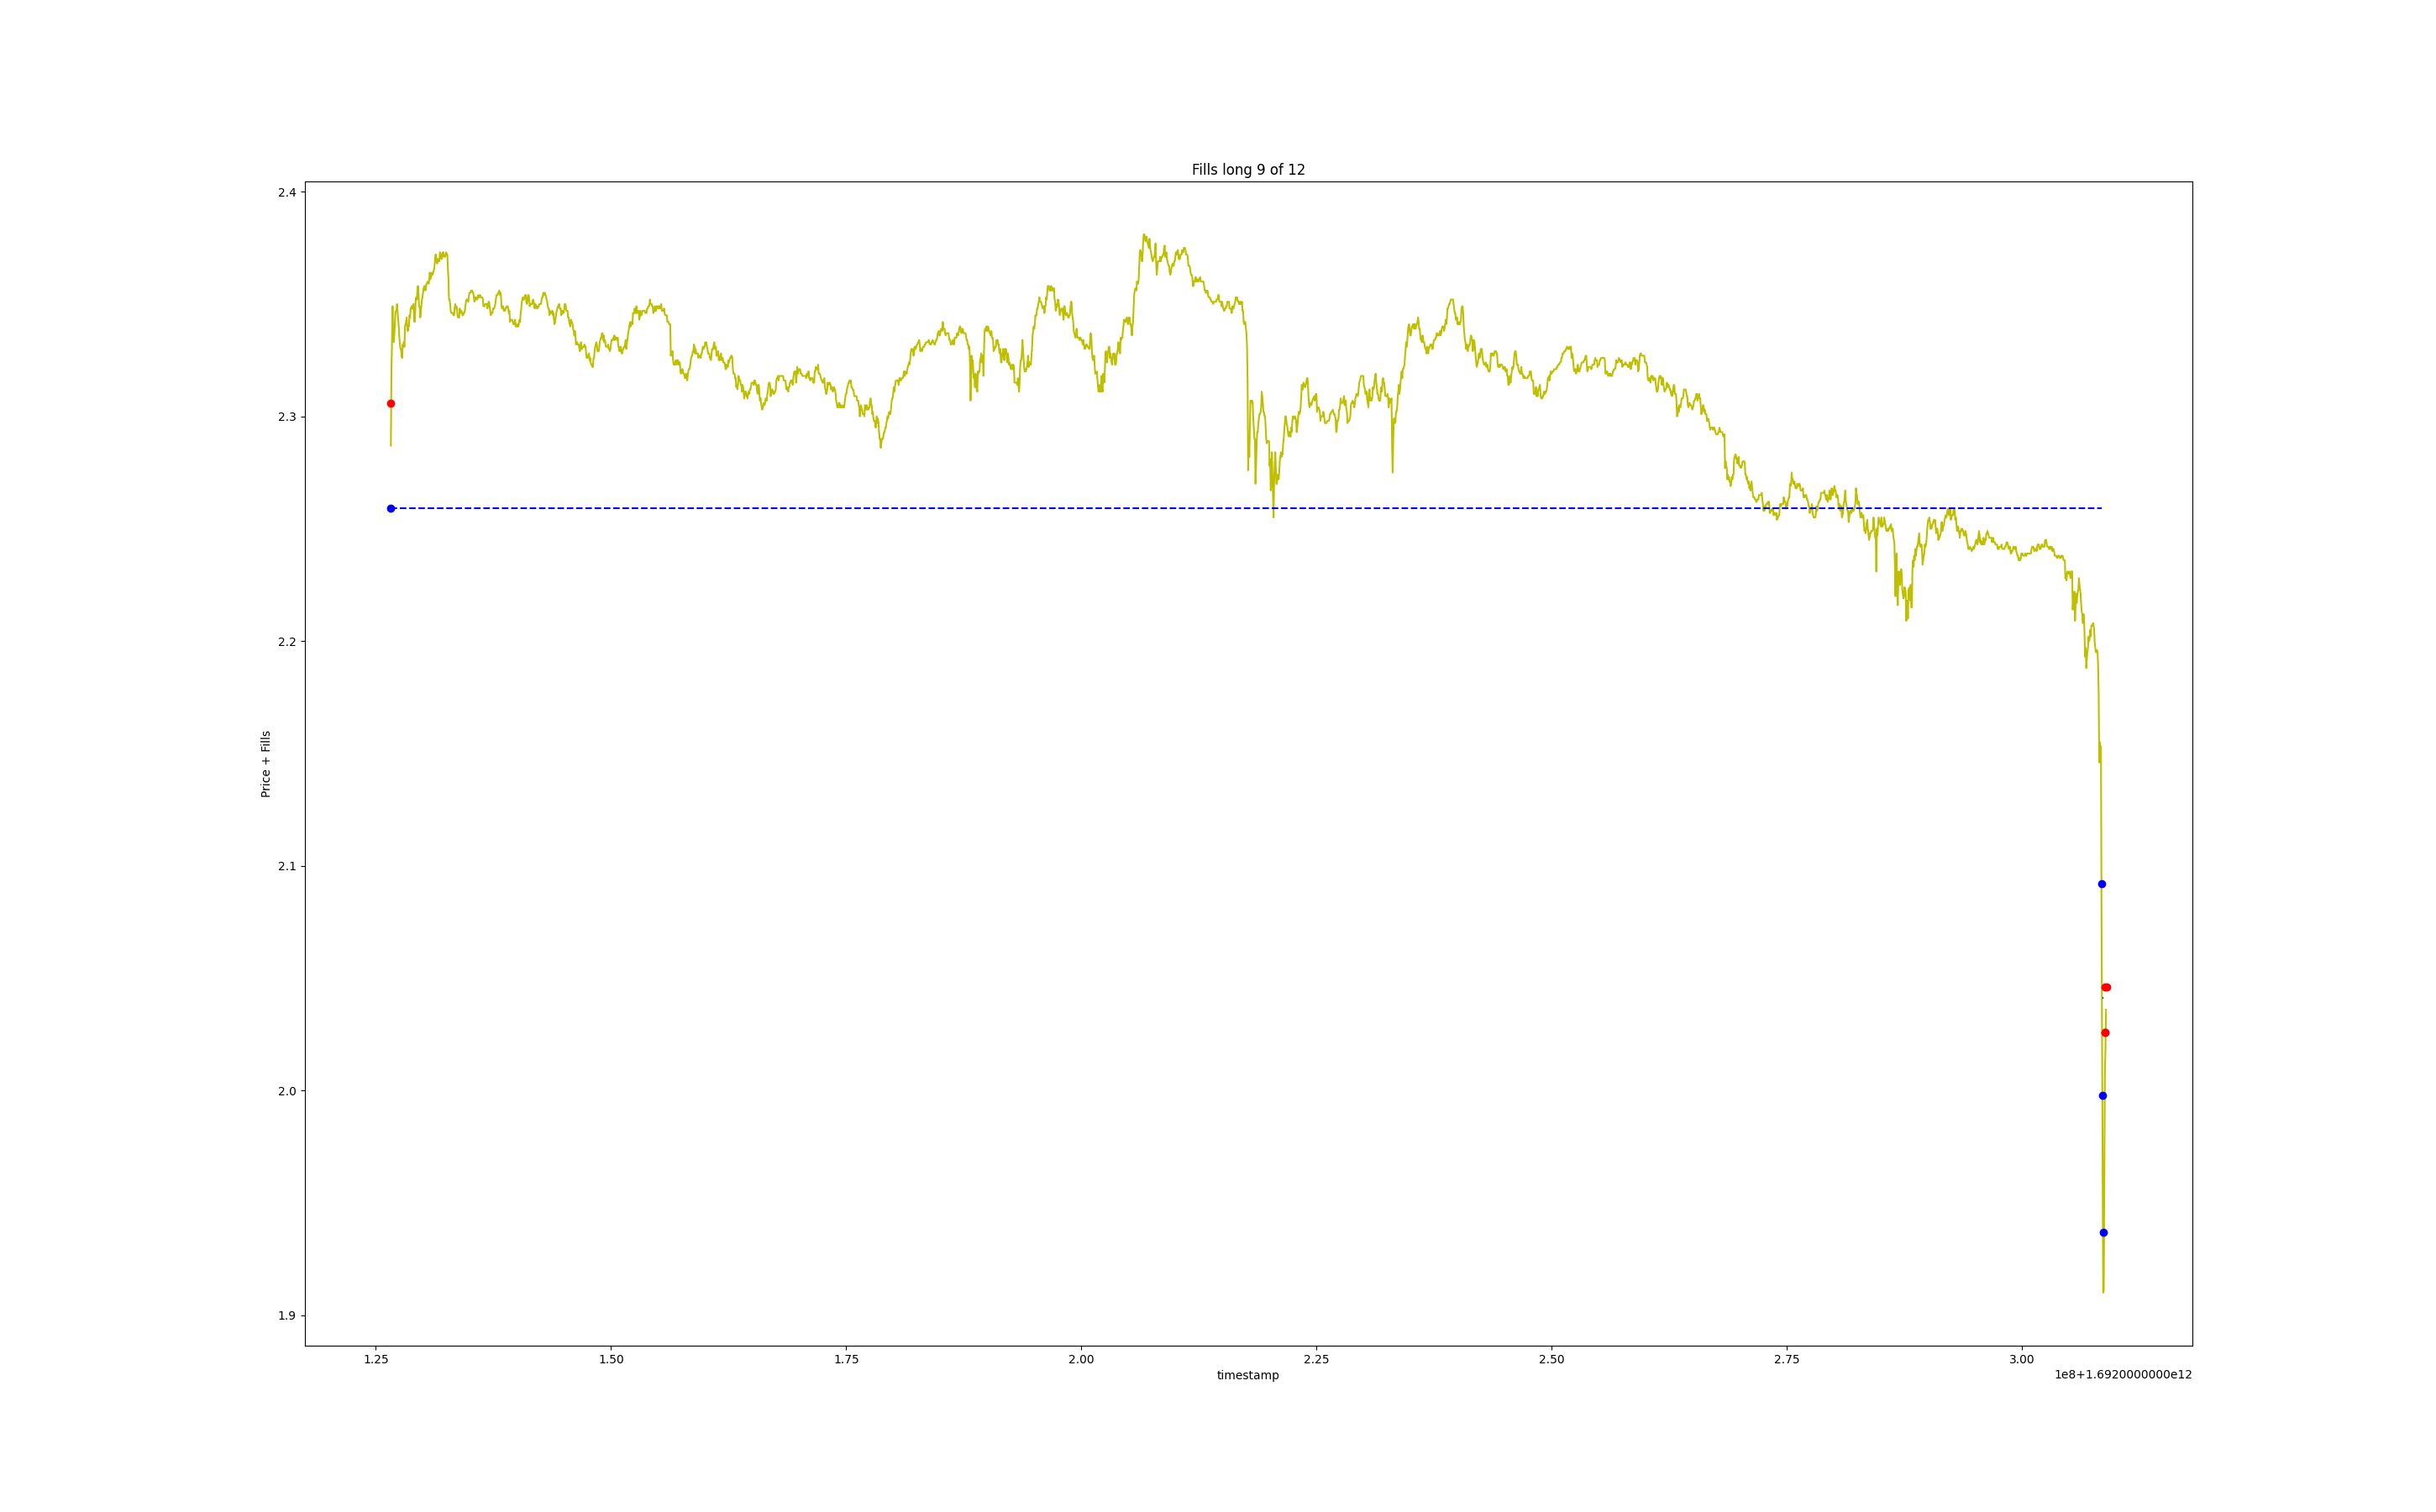 Fills long 9 of 12
2.4
2.3
2.2
2.1
2.0
1.9
Price + Fills
1.25 1.50 1.75 2.00 2.25 2.50 2.75 3.00
timestamp
1e8+1.6920000000e12